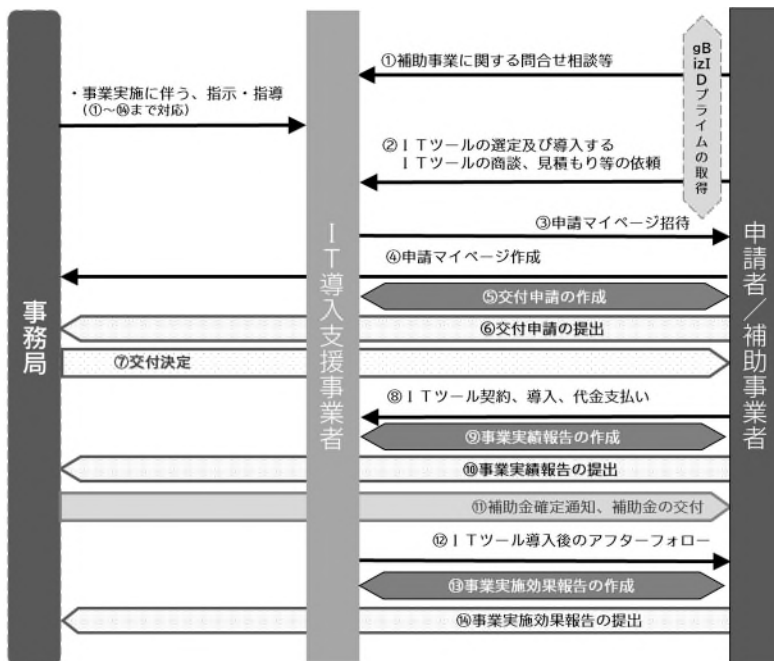 ①補助事業に関する問合せ相談等
gBizIDプライムの取得
・事業実施に伴う、指示・指導
(①～⑭まで対応)
②ITツールの選定及び導入する
ITツールの商談、見積もり等の依頼
③申請マイページ招待
④申請マイページ作成
⑤交付申請の作成
⑥交付申請の提出
⑦交付決定
⑧ITツール契約、導入、代金支払い
⑨事業実績報告の作成
⑩事業実績報告の提出
⑪補助金確定通知、補助金の交付
⑫ITツール導入後のアフターフォロー
⑬事業実施効果報告の作成
⑭事業実施効果報告の提出
事務局
IT導入支援事業者
申請者／補助事業者